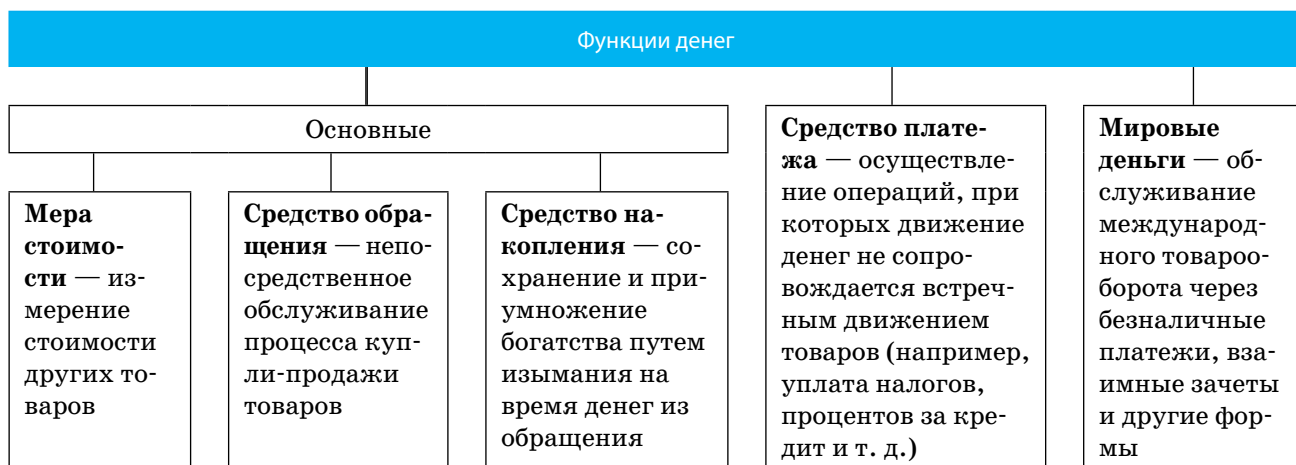 Функции денег
Основные
Мера
стоимо-
сти — из-
мерение
стоимости
других то-
варов
Средство обра-
щения — непо-
средственное
обслуживание
процесса куп-
ли-продажи
товаров
Средство на-
копления — со-
хранение и при-
умножение
богатства путем
изымания на
время денег из
обращения
Средство плате-
жа — осуществле-
ние операций, при
которых движение
денег не сопро-
вождается встреч-
ным движением
товаров (например,
уплата налогов,
процентов за кре-
дит и т. д.)
Мировые
деньги — об-
служивание
международ-
ного товароо-
борота через
безналичные
платежи, вза-
имные зачеты
и другие фор-
мы